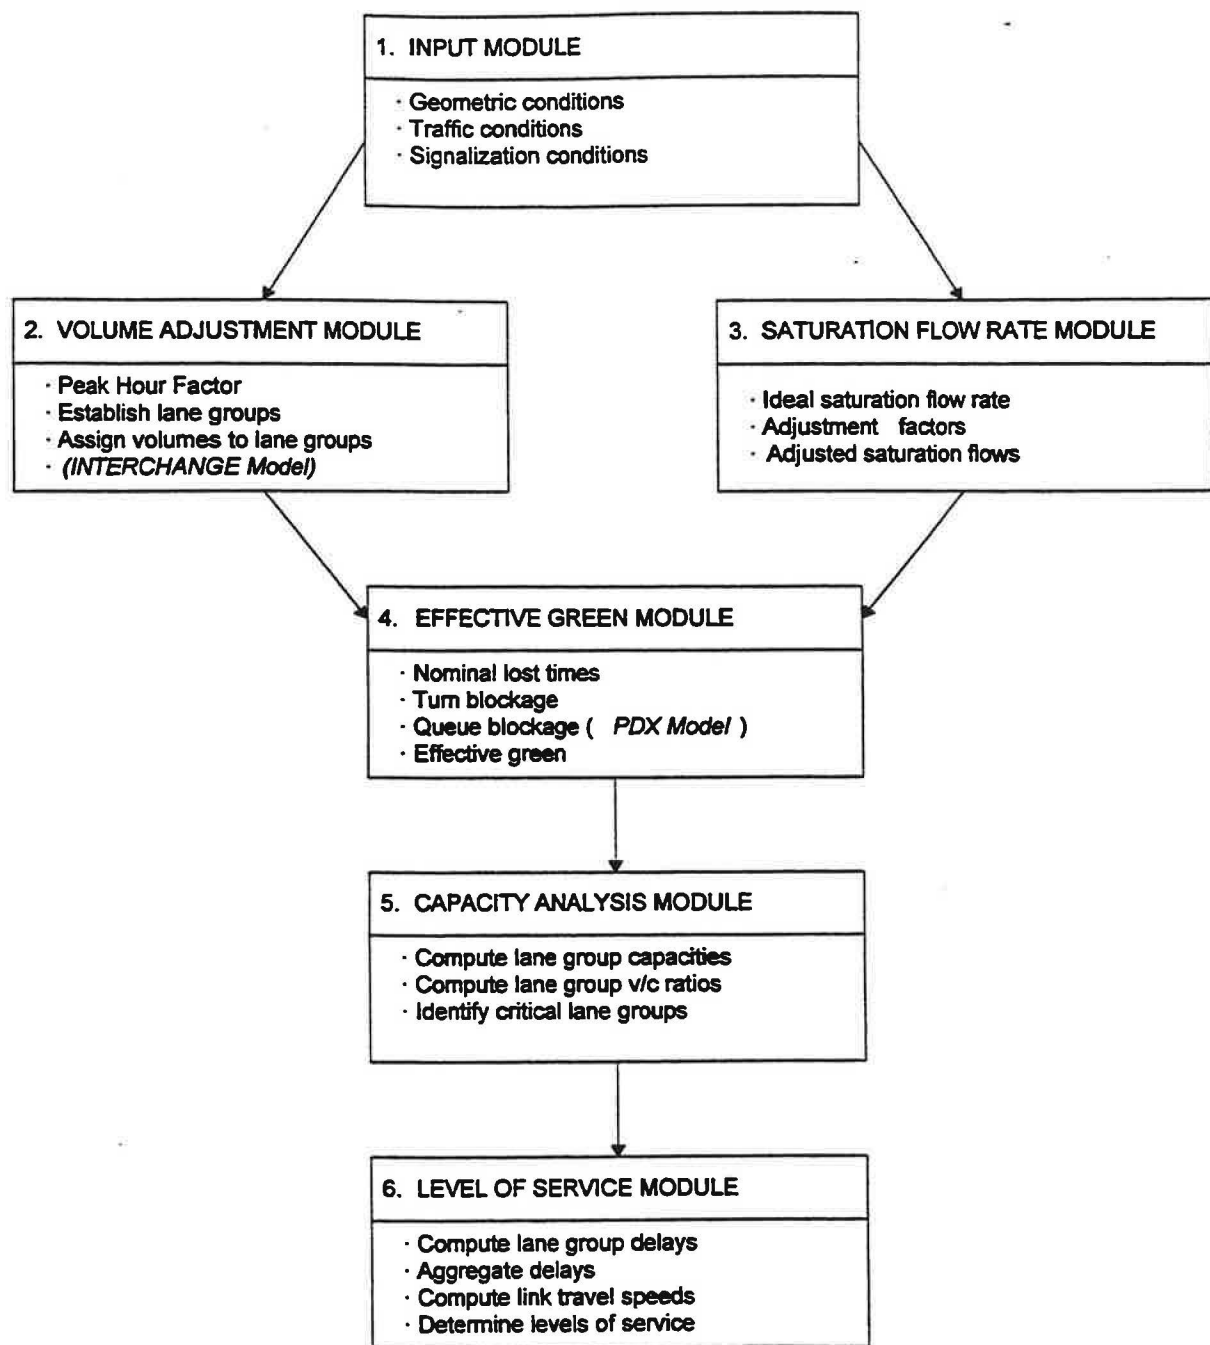 1. INPUT MODULE
· Geometric conditions
· Traffic conditions
· Signalization conditions
2. VOLUME ADJUSTMENT MODULE
· Peak Hour Factor
· Establish lane groups
· Assign volumes to lane groups
· (INTERCHANGE Model)
3. SATURATION FLOW RATE MODULE
· Ideal saturation flow rate
· Adjustment factors
· Adjusted saturation flows
4. EFFECTIVE GREEN MODULE
· Nominal lost times
· Turn blockage
· Queue blockage ( PDX Model )
· Effective green
5. CAPACITY ANALYSIS MODULE
· Compute lane group capacities
· Compute lane group v/c ratios
· Identify critical lane groups
6. LEVEL OF SERVICE MODULE
· Compute lane group delays
· Aggregate delays
· Compute link travel speeds
· Determine levels of service